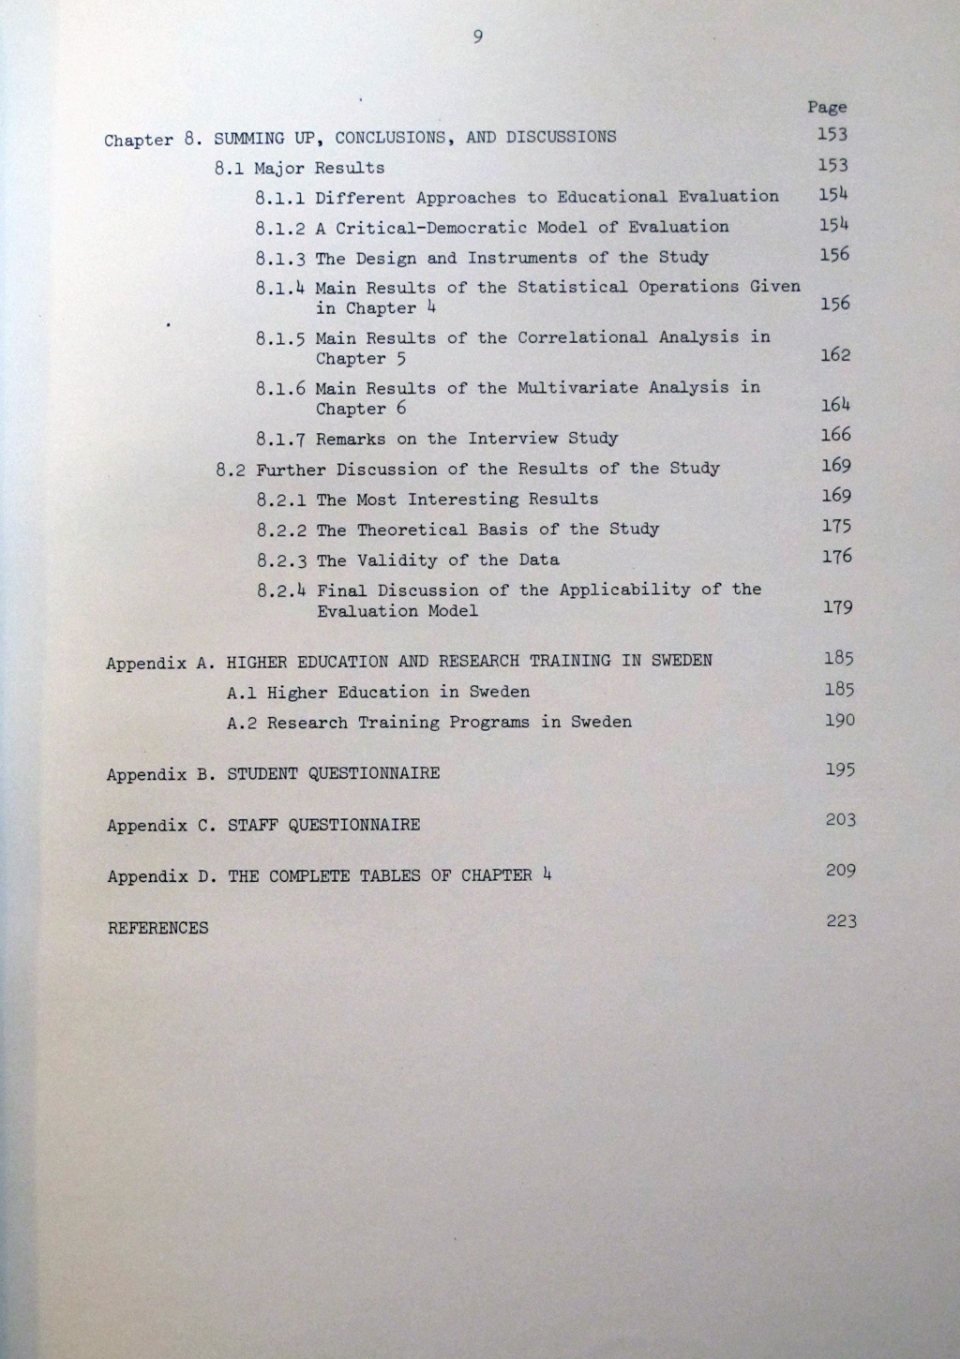 9
Page
Chapter 8. SUMMING UP, CONCLUSIONS, AND DISCUSSIONS 153
8.1 Major Results 153
8.1.1 Different Approaches to Educational Evaluation 154
8.1.2 A Critical-Democratic Model of Evaluation 154
8.1.3 The Design and Instruments of the Study 156
8.1.4 Main Results of the Statistical Operations Given
in Chapter 4 156
8.1.5 Main Results of the Correlational Analysis in
Chapter 5 162
8.1.6 Main Results of the Multivariate Analysis in
Chapter 6 164
8.1.7 Remarks on the Interview Study 166
8.2 Further Discussion of the Results of the Study 169
8.2.1 The Most Interesting Results 169
8.2.2 The Theoretical Basis of the Study 175
8.2.3 The Validity of the Data 176
8.2.4 Final Discussion of the Applicability of the
Evaluation Model 179
Appendix A. HIGHER EDUCATION AND RESEARCH TRAINING IN SWEDEN 185
A.1 Higher Education in Sweden 185
A.2 Research Training Programs in Sweden 190
Appendix B. STUDENT QUESTIONNAIRE 195
Appendix C. STAFF QUESTIONNAIRE 203
Appendix D. THE COMPLETE TABLES OF CHAPTER 4 209
REFERENCES 223